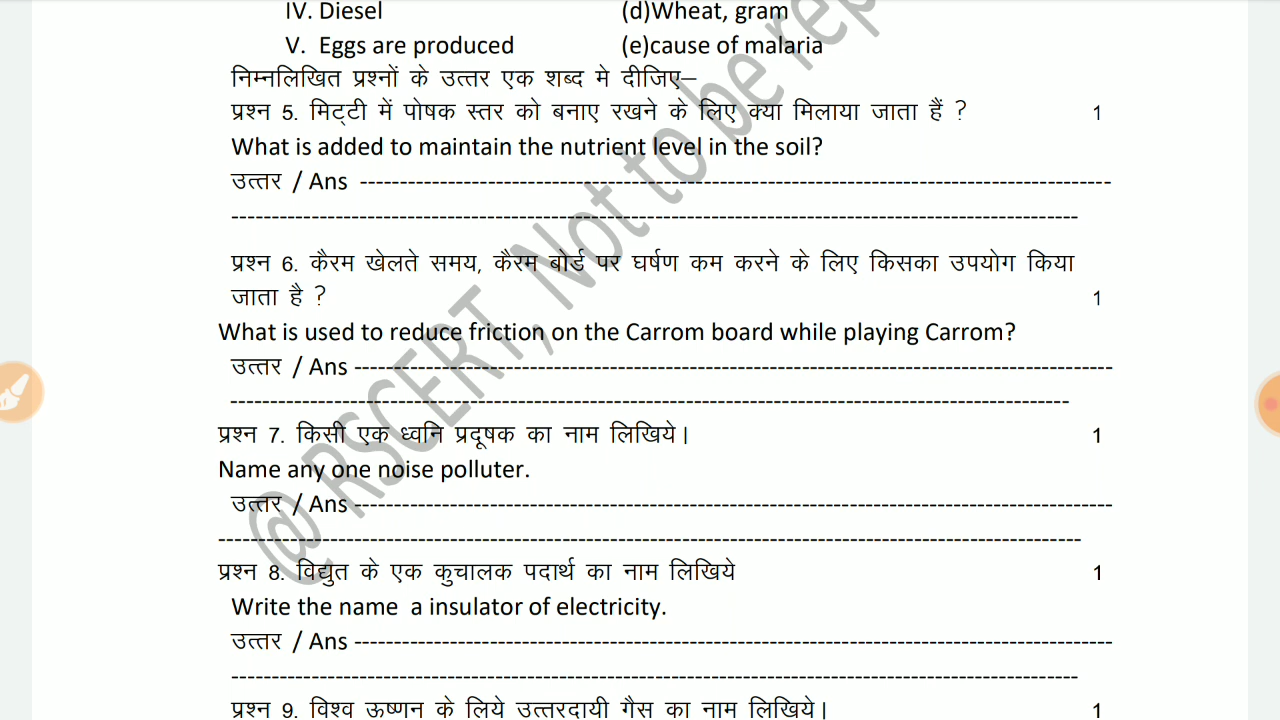 IV. Diesel (d)Wheat, gram
V. Eggs are produced (e)cause of malaria
निम्नलिखित प्रश्नों के उत्तर एक शब्द मे दीजिए–
प्रश्न 5. मिट्टी में पोषक स्तर को बनाए रखने के लिए क्या मिलाया जाता हैं ? 1
What is added to maintain the nutrient level in the soil?
उत्तर / Ans ----------------------------------------------------------------------------------------------
----------------------------------------------------------------------------------------------------------
प्रश्न 6. कैरम खेलते समय, कैरम बोर्ड पर घर्षण कम करने के लिए किसका उपयोग किया
जाता है ? 1
What is used to reduce friction on the Carrom board while playing Carrom?
उत्तर / Ans -----------------------------------------------------------------------------------------------
---------------------------------------------------------------------------------------------------------
प्रश्न 7. किसी एक ध्वनि प्रदूषक का नाम लिखिये। 1
Name any one noise polluter.
उत्तर / Ans -----------------------------------------------------------------------------------------------
------------------------------------------------------------------------------------------------------------
प्रश्न 8. विद्युत के एक कुचालक पदार्थ का नाम लिखिये 1
Write the name a insulator of electricity.
उत्तर / Ans -----------------------------------------------------------------------------------------------
----------------------------------------------------------------------------------------------------------
प्रश्न 9. विश्व ऊष्णन के लिये उत्तरदायी गैस का नाम लिखिये। 1
@ RSCERT, Not to be rep